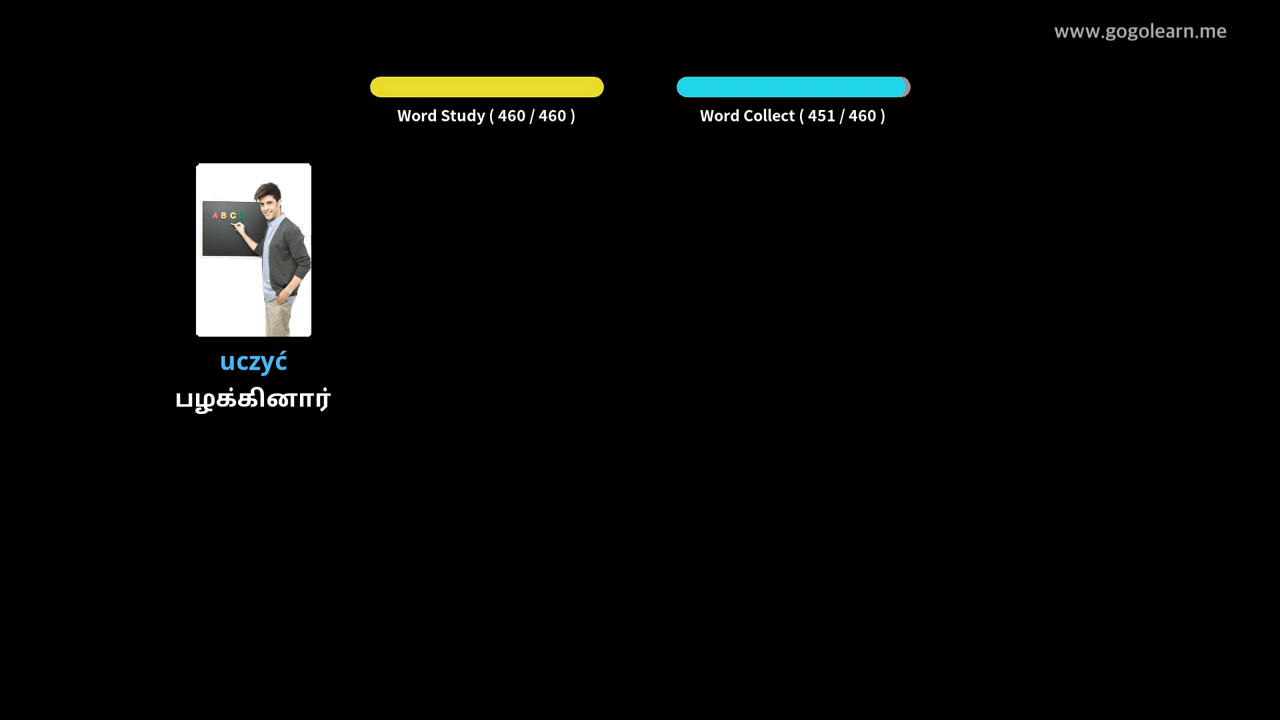 www.gogolearn.me
Word Study ( 460 / 460 )
Word Collect ( 451 / 460 )
A B C D
uczyć
பழக்கினார்